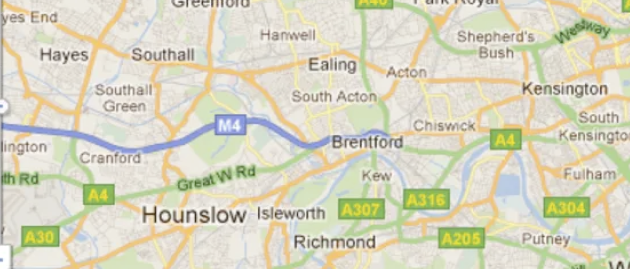 Greenford
A40
Park Royal
yes End
Hanwell
Shepherd's
Bush
Westway
Hayes
Southall
Ealing
Acton
Southall
Green
South Acton
Kensington
M4
Chiswick
South
Kensington
lington
Cranford
Brentford
A4
th Rd
Great W Rd
Kew
Fulham
A4
A316
A307
A304
Hounslow
Isleworth
A30
Richmond
A205
Putney
W